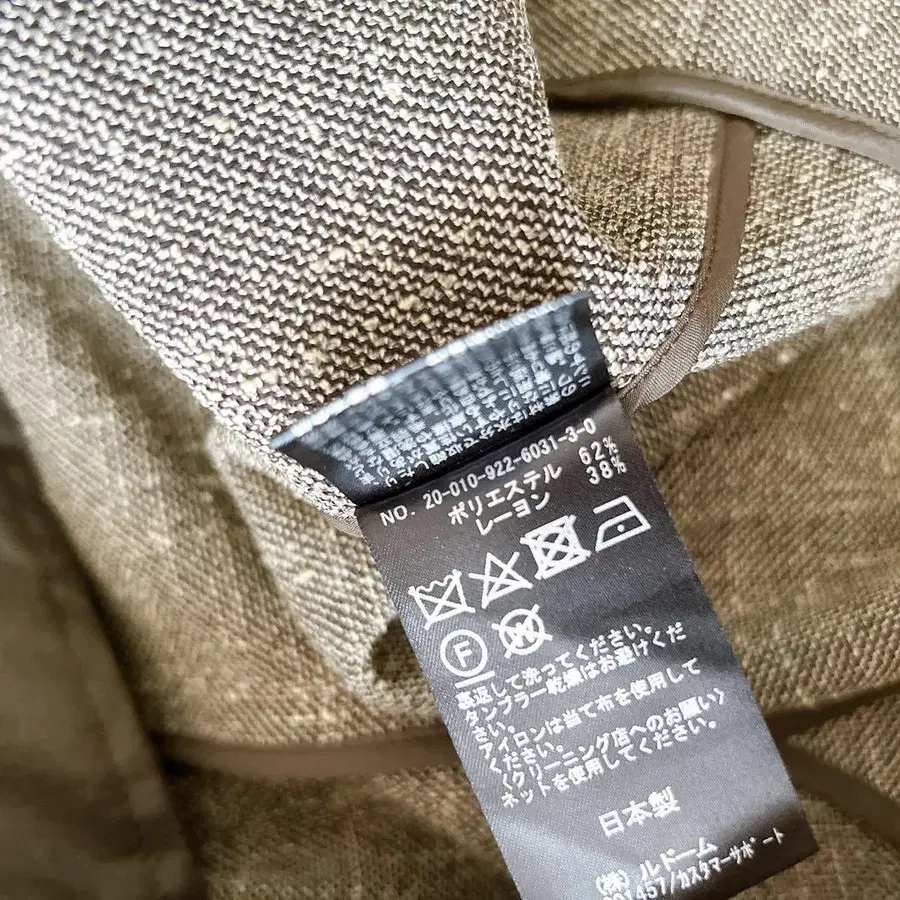 NO. 20-010-922-6031-3-0
ポリエステル 62%
レーヨン 38%
F
W
裏返して洗ってください。
タンブラー乾燥はお避けくだ
さい。
アイロンは当て布を使用して
ください。
〈クリーニング店へのお願い〉
ネットを使用してください。
日本製
(株)ルドーム
/カスタマーサポート